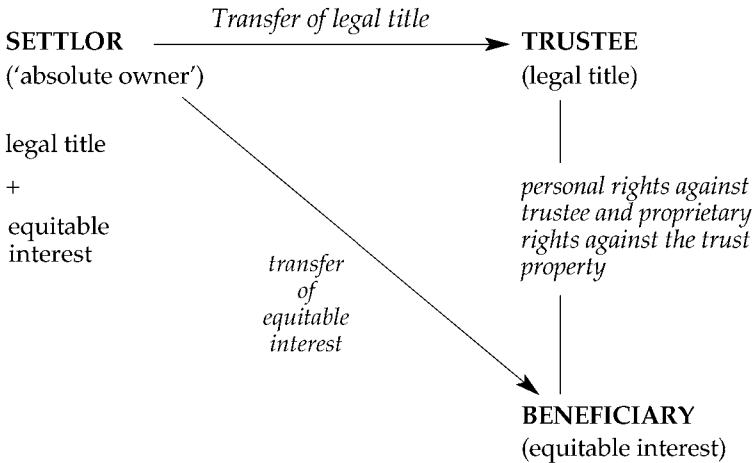 Transfer of legal title
SETTLOR
(‘absolute owner’)
legal title
+
equitable
interest
TRUSTEE
(legal title)
personal rights against
trustee and proprietary
rights against the trust
property
transfer
of
equitable
interest
BENEFICIARY
(equitable interest)